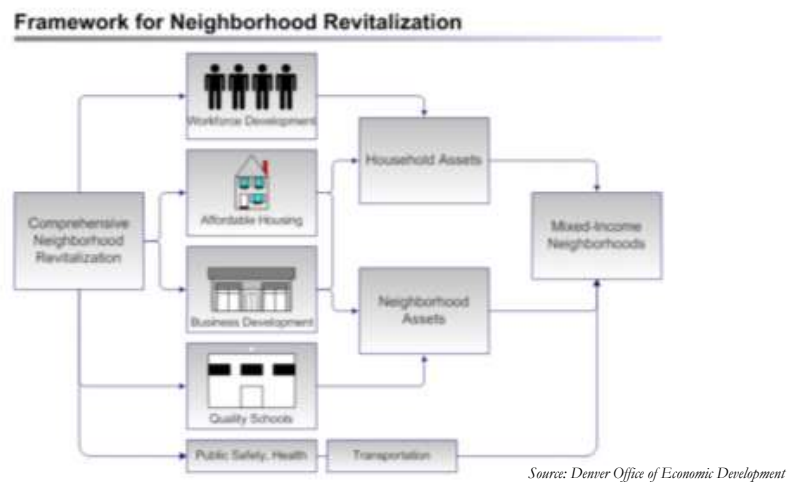 Framework for Neighborhood Revitalization
Workforce Development
Household Assets
Affordable Housing
Comprehensive
Neighborhood
Revitalization
Mixed-Income
Neighborhoods
Business Development
Neighborhood
Assets
Quality Schools
Public Safety, Health
Transportation
Source: Denver Office of Economic Development